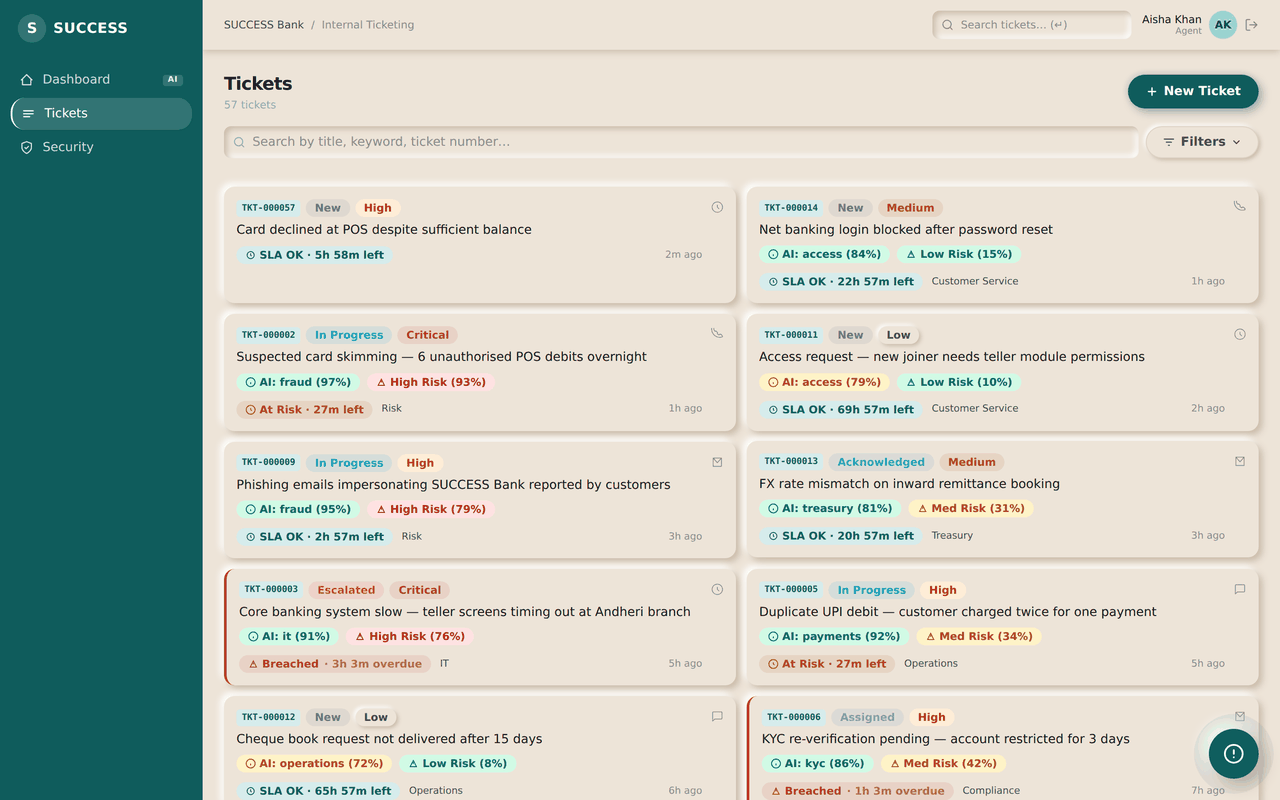 S SUCCESS
Dashboard AI
Tickets
Security
SUCCESS Bank / Internal Ticketing
Search tickets... (↵)
Aisha Khan
Agent
AK
Tickets
57 tickets
+ New Ticket
Search by title, keyword, ticket number...
Filters
TKT-000057 New High
Card declined at POS despite sufficient balance
SLA OK · 5h 58m left 2m ago
TKT-000014 New Medium
Net banking login blocked after password reset
AI: access (84%) Low Risk (15%)
SLA OK · 22h 57m left Customer Service 1h ago
TKT-000002 In Progress Critical
Suspected card skimming — 6 unauthorised POS debits overnight
AI: fraud (97%) High Risk (93%)
At Risk · 27m left Risk 1h ago
TKT-000011 New Low
Access request — new joiner needs teller module permissions
AI: access (79%) Low Risk (10%)
SLA OK · 69h 57m left Customer Service 2h ago
TKT-000009 In Progress High
Phishing emails impersonating SUCCESS Bank reported by customers
AI: fraud (95%) High Risk (79%)
SLA OK · 2h 57m left Risk 3h ago
TKT-000013 Acknowledged Medium
FX rate mismatch on inward remittance booking
AI: treasury (81%) Med Risk (31%)
SLA OK · 20h 57m left Treasury 3h ago
TKT-000003 Escalated Critical
Core banking system slow — teller screens timing out at Andheri branch
AI: it (91%) High Risk (76%)
Breached · 3h 3m overdue IT 5h ago
TKT-000005 In Progress High
Duplicate UPI debit — customer charged twice for one payment
AI: payments (92%) Med Risk (34%)
At Risk · 27m left Operations 5h ago
TKT-000012 New Low
Cheque book request not delivered after 15 days
AI: operations (72%) Low Risk (8%)
SLA OK · 65h 57m left Operations 6h ago
TKT-000006 Assigned High
KYC re-verification pending — account restricted for 3 days
AI: kyc (86%) Med Risk (42%)
Breached · 1h 3m overdue Compliance 7h ago